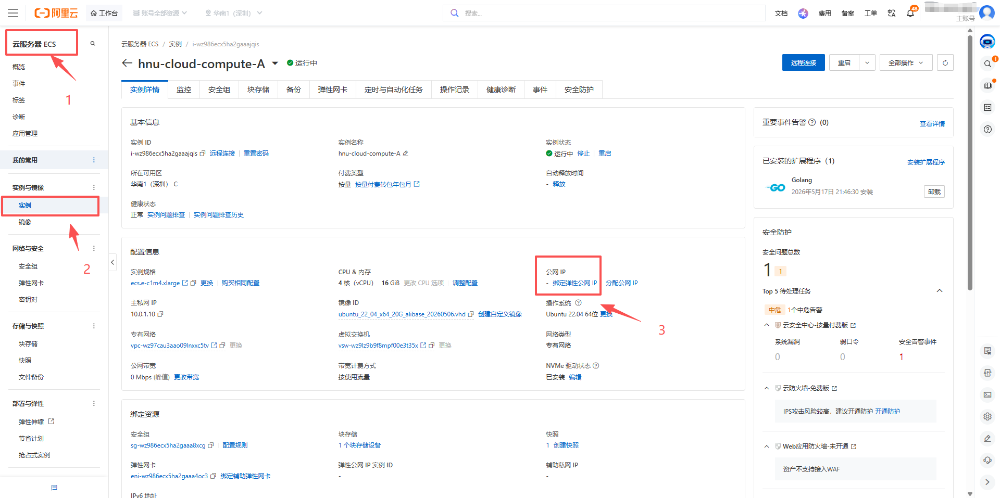 阿里云
工作台
账号全部资源
华南1（深圳）
搜索...
文档
费用
备案
工单
48
主账号
云服务器 ECS
概览
事件
标签
诊断
应用管理
我的常用
实例与镜像
实例
镜像
网络与安全
安全组
弹性网卡
密钥对
存储与快照
块存储
快照
文件备份
部署与弹性
弹性伸缩
节省计划
抢占式实例
1
2
云服务器 ECS / 实例 / i-wz986ecx5ha2gaaajqis
hnu-cloud-compute-A 运行中
远程连接 重启 全部操作
实例详情 监控 安全组 块存储 备份 弹性网卡 定时与自动化任务 操作记录 健康诊断 事件 安全防护
基本信息
实例 ID 实例名称 实例状态
i-wz986ecx5ha2gaaajqis 远程连接 重置密码 hnu-cloud-compute-A 运行中 停止 重启
所在可用区 付费类型 自动释放时间
华南1（深圳） C 按量 按量付费转包年包月 - 释放
健康状态
正常 实例问题排查 实例问题排查历史
配置信息
实例规格 CPU & 内存 公网 IP
ecs.e-c1m4.xlarge 更换 购买相同配置 4 核（vCPU） 16 GiB 更改 CPU 选项 调整配置 - 绑定弹性公网 IP 分配公网 IP
主私网 IP 镜像 ID 操作系统
10.0.1.10 ubuntu_22_04_x64_20G_alibase_20260506.vhd 创建自定义镜像 Ubuntu 22.04 64位 更换
3
专有网络 虚拟交换机 网络类型
vpc-wz97cau3aao09lnxxc5tv 更换 vsw-wz9lz9b9f8mpf00e3t35x 更换 专有网络
公网带宽 带宽计费方式 NVMe 驱动状态
0 Mbps (峰值) 更改带宽 按使用流量 已安装 编辑
绑定资源
安全组 块存储 快照
sg-wz986ecx5ha2gaaa8xcg 配置规则 1 个块存储设备 1 创建快照
弹性网卡 弹性公网 IP 实例 ID 辅助私网 IP
eni-wz986ecx5ha2gaaa4oc3 绑定辅助弹性网卡 - -
IPv6 地址
重要事件告警 (0) 查看详情
已安装的扩展程序（1） 安装扩展程序
GO
Golang
2026年5月17日 21:46:30 安装
卸载
安全防护
安全问题总数
1 1
Top 5 待处理任务
中危 1个中危告警
云安全中心-按量付费版
系统漏洞 弱口令 安全告警事件
0 0 1
云防火墙-免费版
IPS攻击风险较高，建议开通防护 开通防护
Web应用防火墙-未开通
资产不支持接入WAF
1